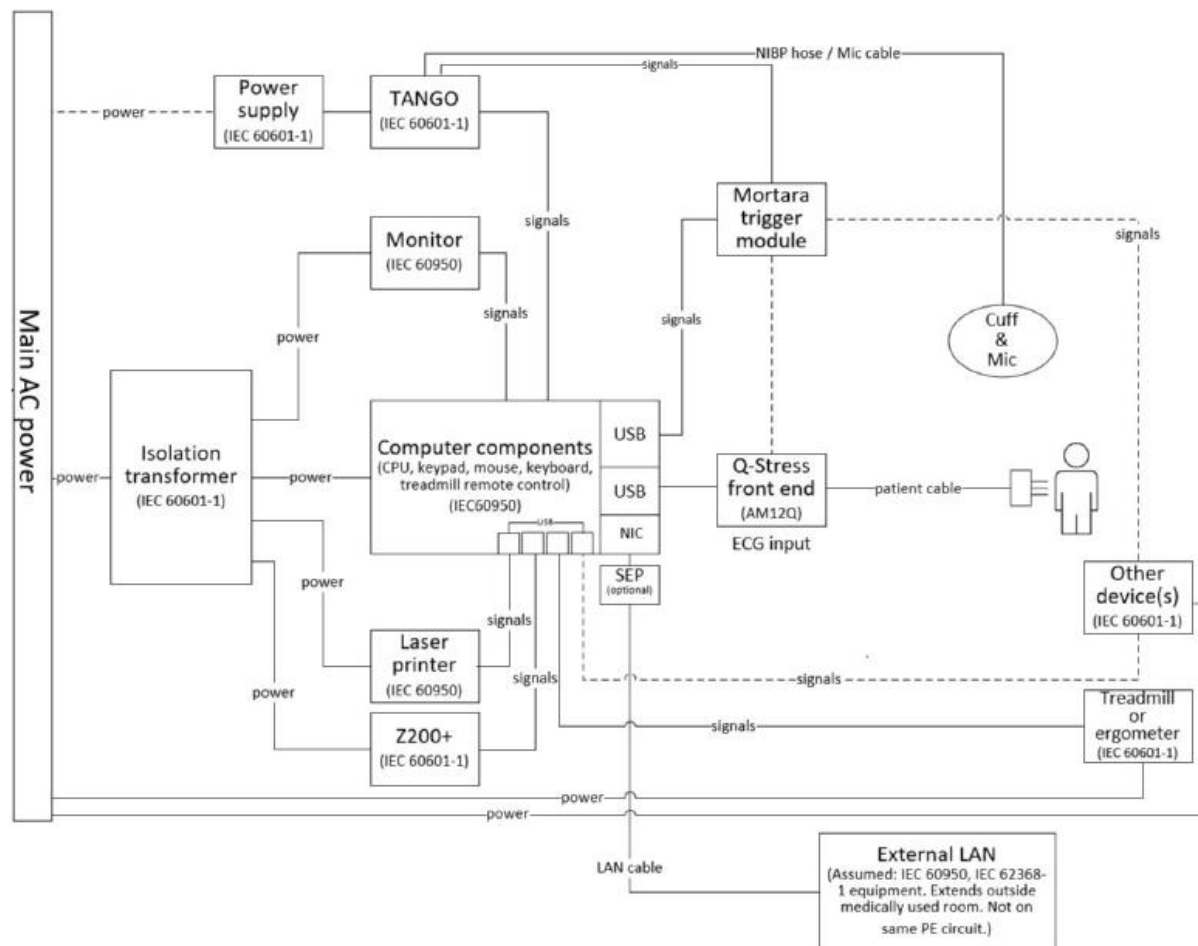 NIBP hose / Mic cable
signals
Power
supply
(IEC 60601-1)
TANGO
(IEC 60601-1)
power
Mortara
trigger
module
signals
signals
Monitor
(IEC 60950)
signals
power
signals
Cuff
&
Mic
Main AC power
Isolation
transformer
(IEC 60601-1)
power
power
Computer components
(CPU, keypad, mouse, keyboard,
treadmill remote control)
(IEC60950)
USB
USB
USB
NIC
Q-Stress
front end
(AM12Q)
ECG input
patient cable
SEP
(optional)
power
signals
Other
device(s)
(IEC 60601-1)
Laser
printer
(IEC 60950)
signals
signals
power
Z200+
(IEC 60601-1)
signals
Treadmill
or
ergometer
(IEC 60601-1)
power
power
LAN cable
External LAN
(Assumed: IEC 60950, IEC 62368-
1 equipment. Extends outside
medically used room. Not on
same PE circuit.)